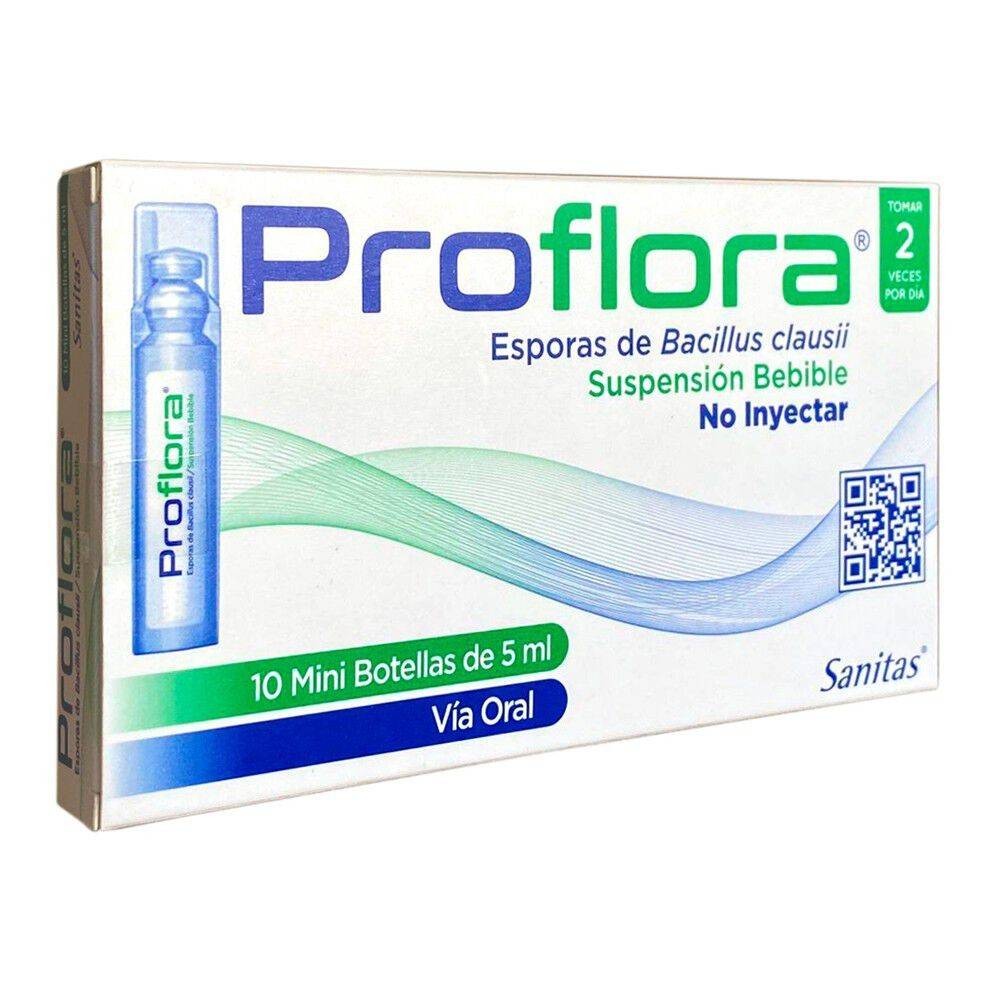 Proflora®
TOMAR
2
VECES
POR DÍA
Esporas de Bacillus clausii
Suspensión Bebible
No Inyectar
Proflora®
Esporas de Bacillus clausii / Suspensión Bebible
10 Mini Botellas de 5 ml
Vía Oral
Sanitas®
10 Mini Botellas de 5 ml
Sanitas®
Proflora®
Esporas de Bacillus clausii / Suspensión Bebible